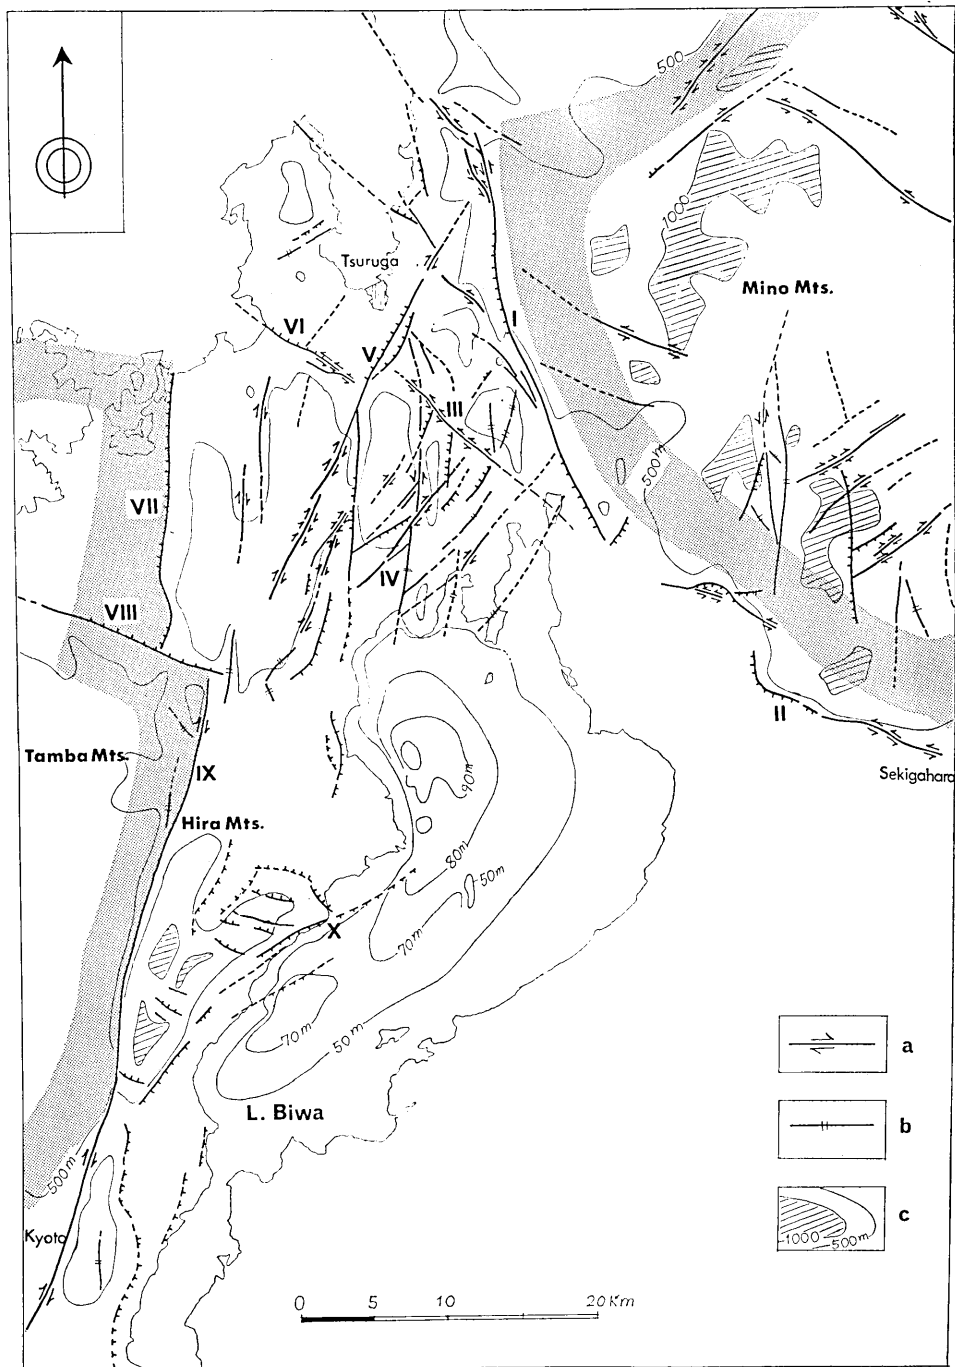 500
1000
Tsuruga
Mino Mts.
VI
I
V
III
500m
VII
IV
VIII
II
Tamba Mts.
IX
Sekigahara
90m
Hira Mts.
80m
50m
X
70m
70m
50m
a
L. Biwa
b
500m
c
1000
500m
Kyoto
0 5 10 20 Km